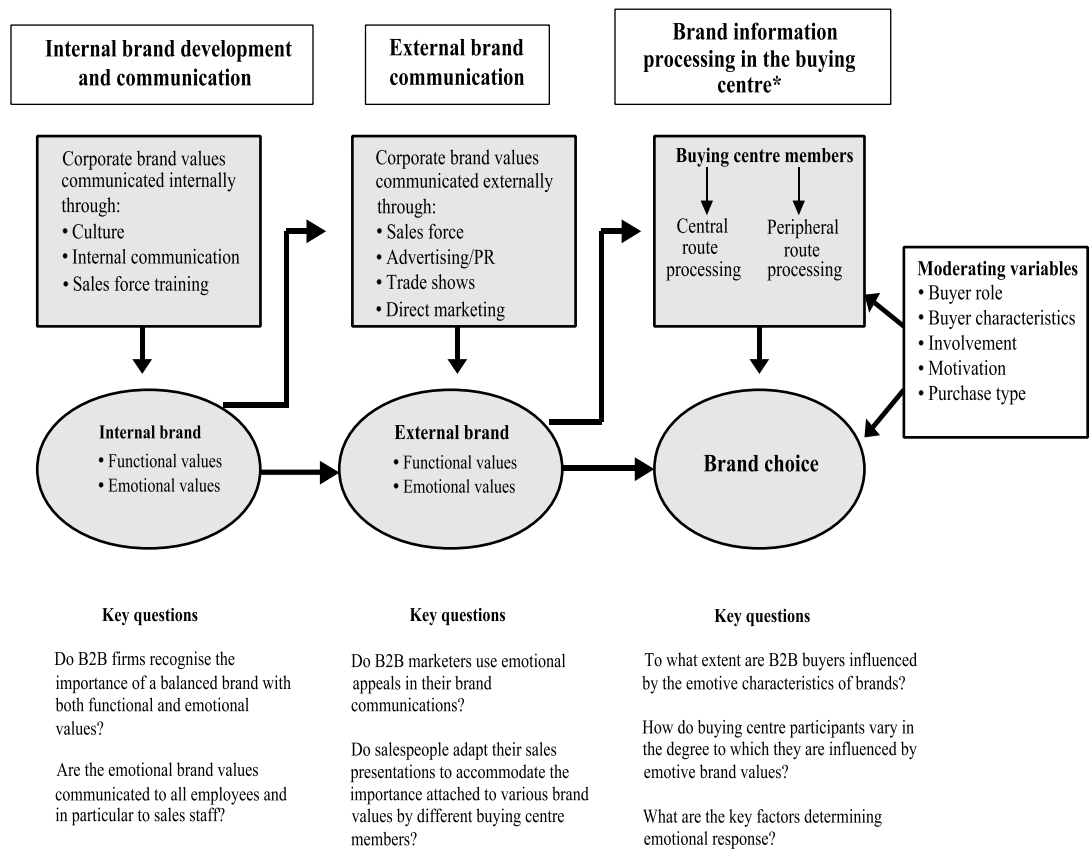 Internal brand development
and communication
External brand
communication
Brand information
processing in the buying
centre*
Corporate brand values
communicated internally
through:
• Culture
• Internal communication
• Sales force training
Corporate brand values
communicated externally
through:
• Sales force
• Advertising/PR
• Trade shows
• Direct marketing
Buying centre members
Central
route
processing
Peripheral
route
processing
Moderating variables
• Buyer role
• Buyer characteristics
• Involvement
• Motivation
• Purchase type
Internal brand
• Functional values
• Emotional values
External brand
• Functional values
• Emotional values
Brand choice
Key questions
Do B2B firms recognise the
importance of a balanced brand with
both functional and emotional
values?
Are the emotional brand values
communicated to all employees and
in particular to sales staff?
Key questions
Do B2B marketers use emotional
appeals in their brand
communications?
Do salespeople adapt their sales
presentations to accommodate the
importance attached to various brand
values by different buying centre
members?
Key questions
To what extent are B2B buyers influenced
by the emotive characteristics of brands?
How do buying centre participants vary in
the degree to which they are influenced by
emotive brand values?
What are the key factors determining
emotional response?